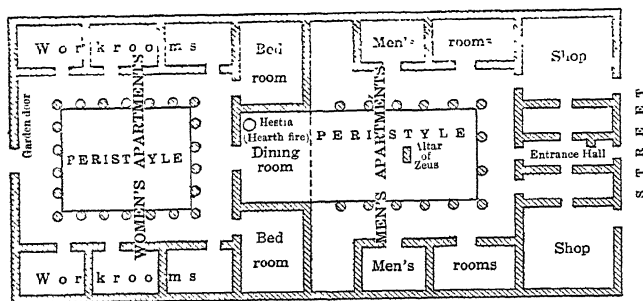 Workrooms
Bed
room
Men's
rooms
Shop
Garden door
PERISTYLE
WOMEN'S APARTMENTS
Hestia
(Hearth fire)
Dining
room
PERISTYLE
MEN'S APARTMENTS
Altar
of
Zeus
Entrance Hall
STREET
Workrooms
Bed
room
Men's
rooms
Shop